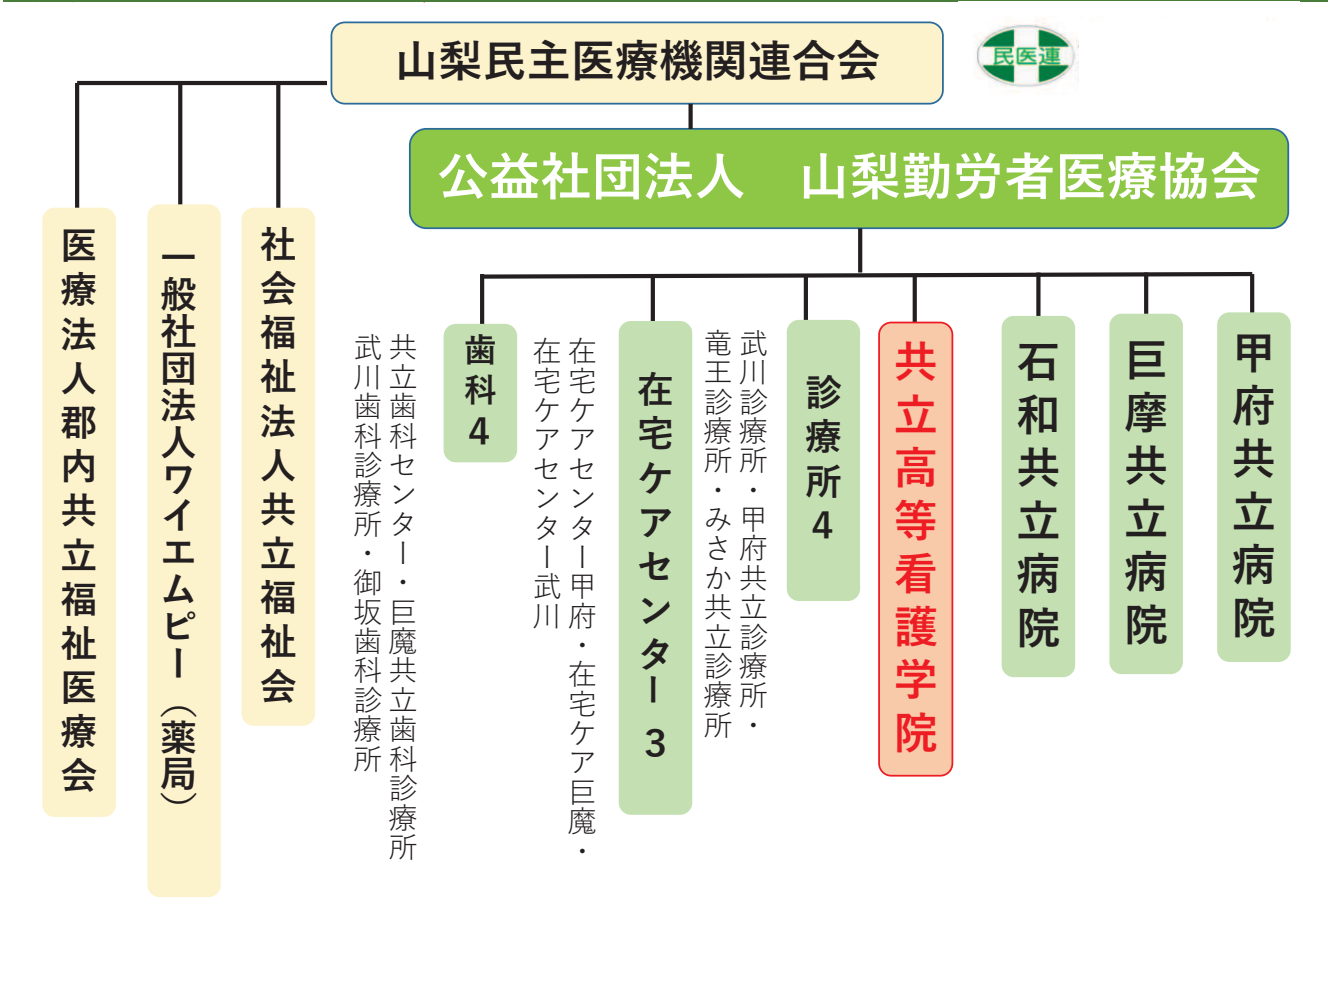 山梨民主医療機関連合会
民医連
公益社団法人　山梨勤労者医療協会
甲府共立病院
巨摩共立病院
石和共立病院
共立高等看護学院
診療所4
武川診療所・甲府共立診療所・
竜王診療所・みさか共立診療所
在宅ケアセンター 3
在宅ケアセンター甲府・在宅ケア巨魔・
在宅ケアセンター武川
歯科4
共立歯科センター・巨魔共立歯科診療所
武川歯科診療所・御坂歯科診療所
社会福祉法人共立福祉会
一般社団法人ワイエムピー（薬局）
医療法人郡内共立福祉医療会